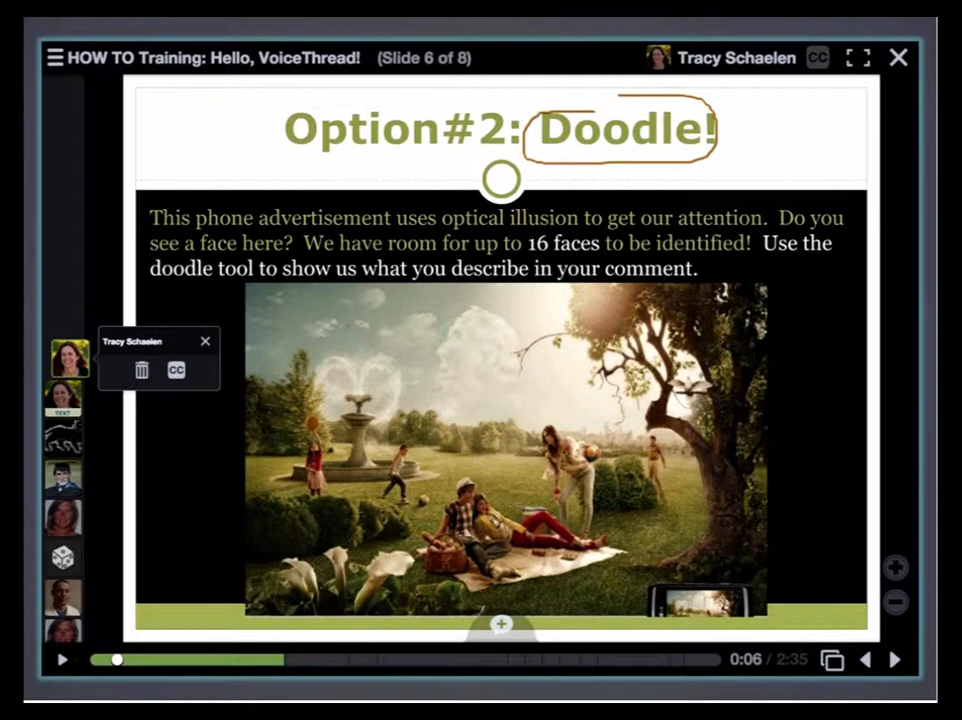 HOW TO Training: Hello, VoiceThread! (Slide 6 of 8) Tracy Schaelen CC
Option#2: Doodle!
This phone advertisement uses optical illusion to get our attention. Do you
see a face here? We have room for up to 16 faces to be identified! Use the
doodle tool to show us what you describe in your comment.
Tracy Schaelen
CC
TEXT
0:06 / 2:35